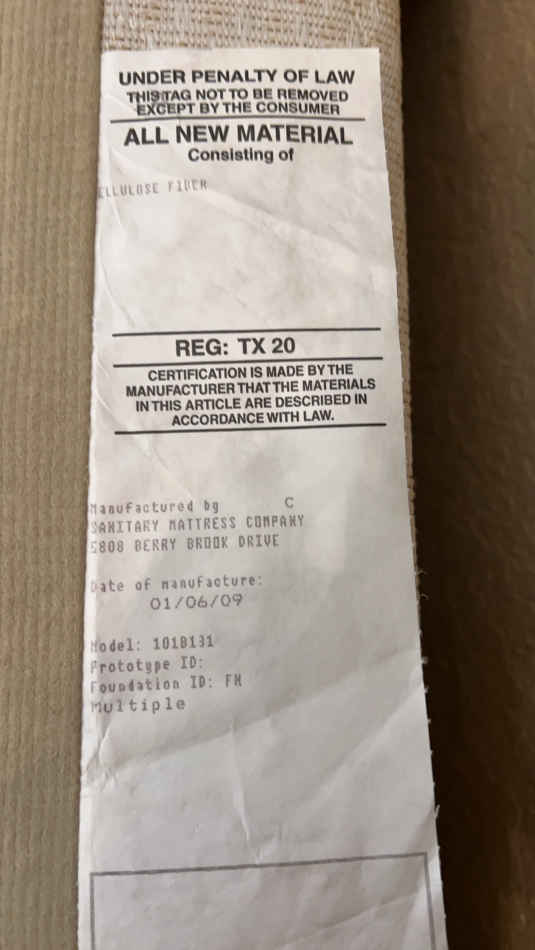 UNDER PENALTY OF LAW
THIS TAG NOT TO BE REMOVED
EXCEPT BY THE CONSUMER
ALL NEW MATERIAL
Consisting of
ELLULOSE FIBER
REG: TX 20
CERTIFICATION IS MADE BY THE
MANUFACTURER THAT THE MATERIALS
IN THIS ARTICLE ARE DESCRIBED IN
ACCORDANCE WITH LAW.
Manufactured by C
SANITARY MATTRESS COMPANY
5808 BERRY BROOK DRIVE
Date of manufacture:
01/06/09
Model: 101B131
Prototype ID:
Foundation ID: FM
Multiple